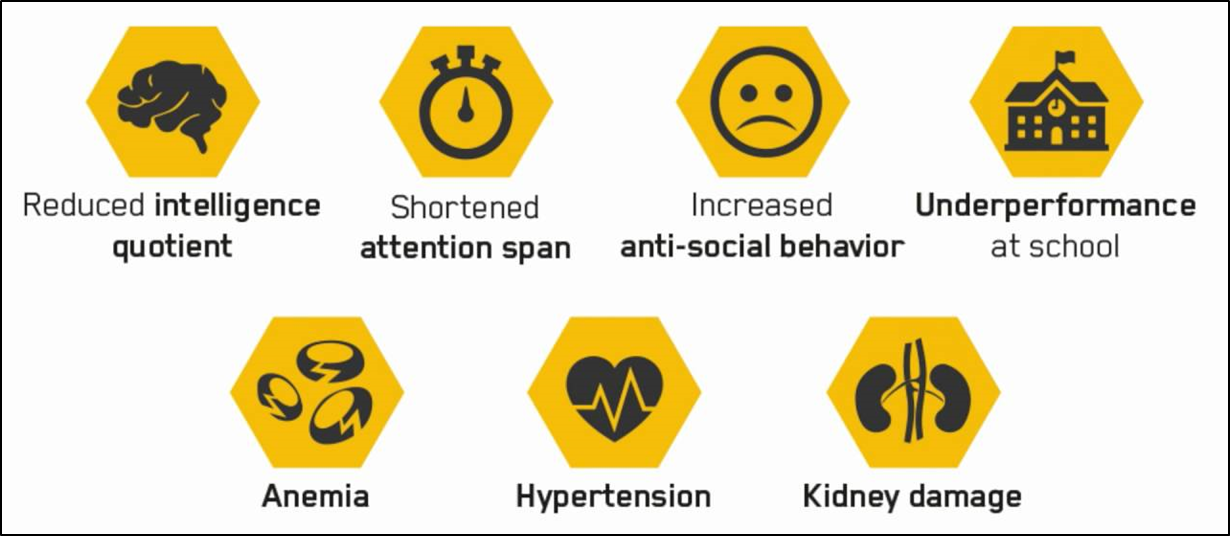 Reduced intelligence
quotient
Shortened
attention span
Increased
anti-social behavior
Underperformance
at school
Anemia
Hypertension
Kidney damage